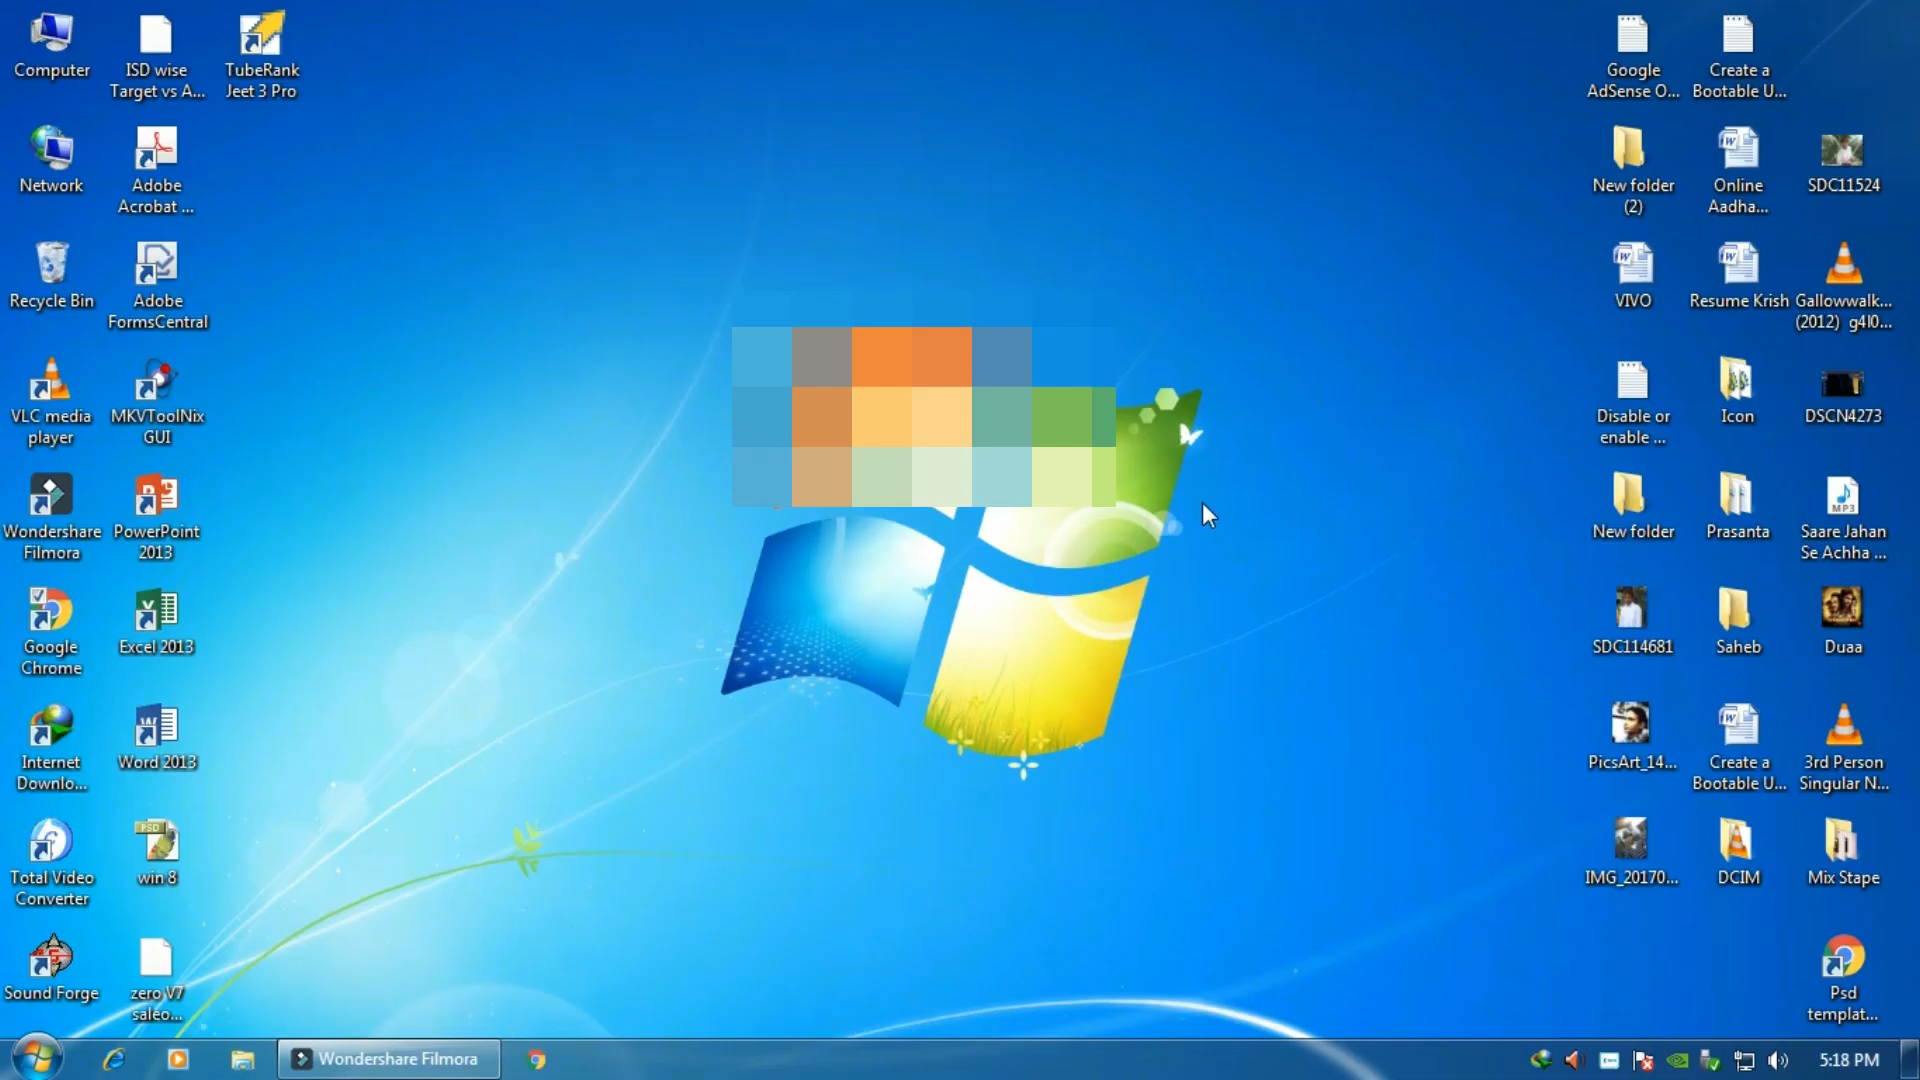 Computer
ISD wise
Target vs A...
TubeRank
Jeet 3 Pro
Network
Adobe
Acrobat ...
Recycle Bin
Adobe
FormsCentral
VLC media
player
MKVToolNix
GUI
Wondershare
Filmora
PowerPoint
2013
Google
Chrome
Excel 2013
Internet
Downlo...
Word 2013
Total Video
Converter
PSD
win 8
Sound Forge
zero V7
saleo...
Google
AdSense O...
Create a
Bootable U...
New folder
(2)
Online
Aadha...
SDC11524
VIVO
Resume Krish
Gallowwalk...
(2012) g4l0...
Disable or
enable ...
Icon
DSCN4273
New folder
Prasanta
MP3
Saare Jahan
Se Achha ...
SDC114681
Saheb
Duaa
PicsArt_14...
Create a
Bootable U...
3rd Person
Singular N...
IMG_20170...
DCIM
Mix Stape
Psd
templat...
Wondershare Filmora
5:18 PM